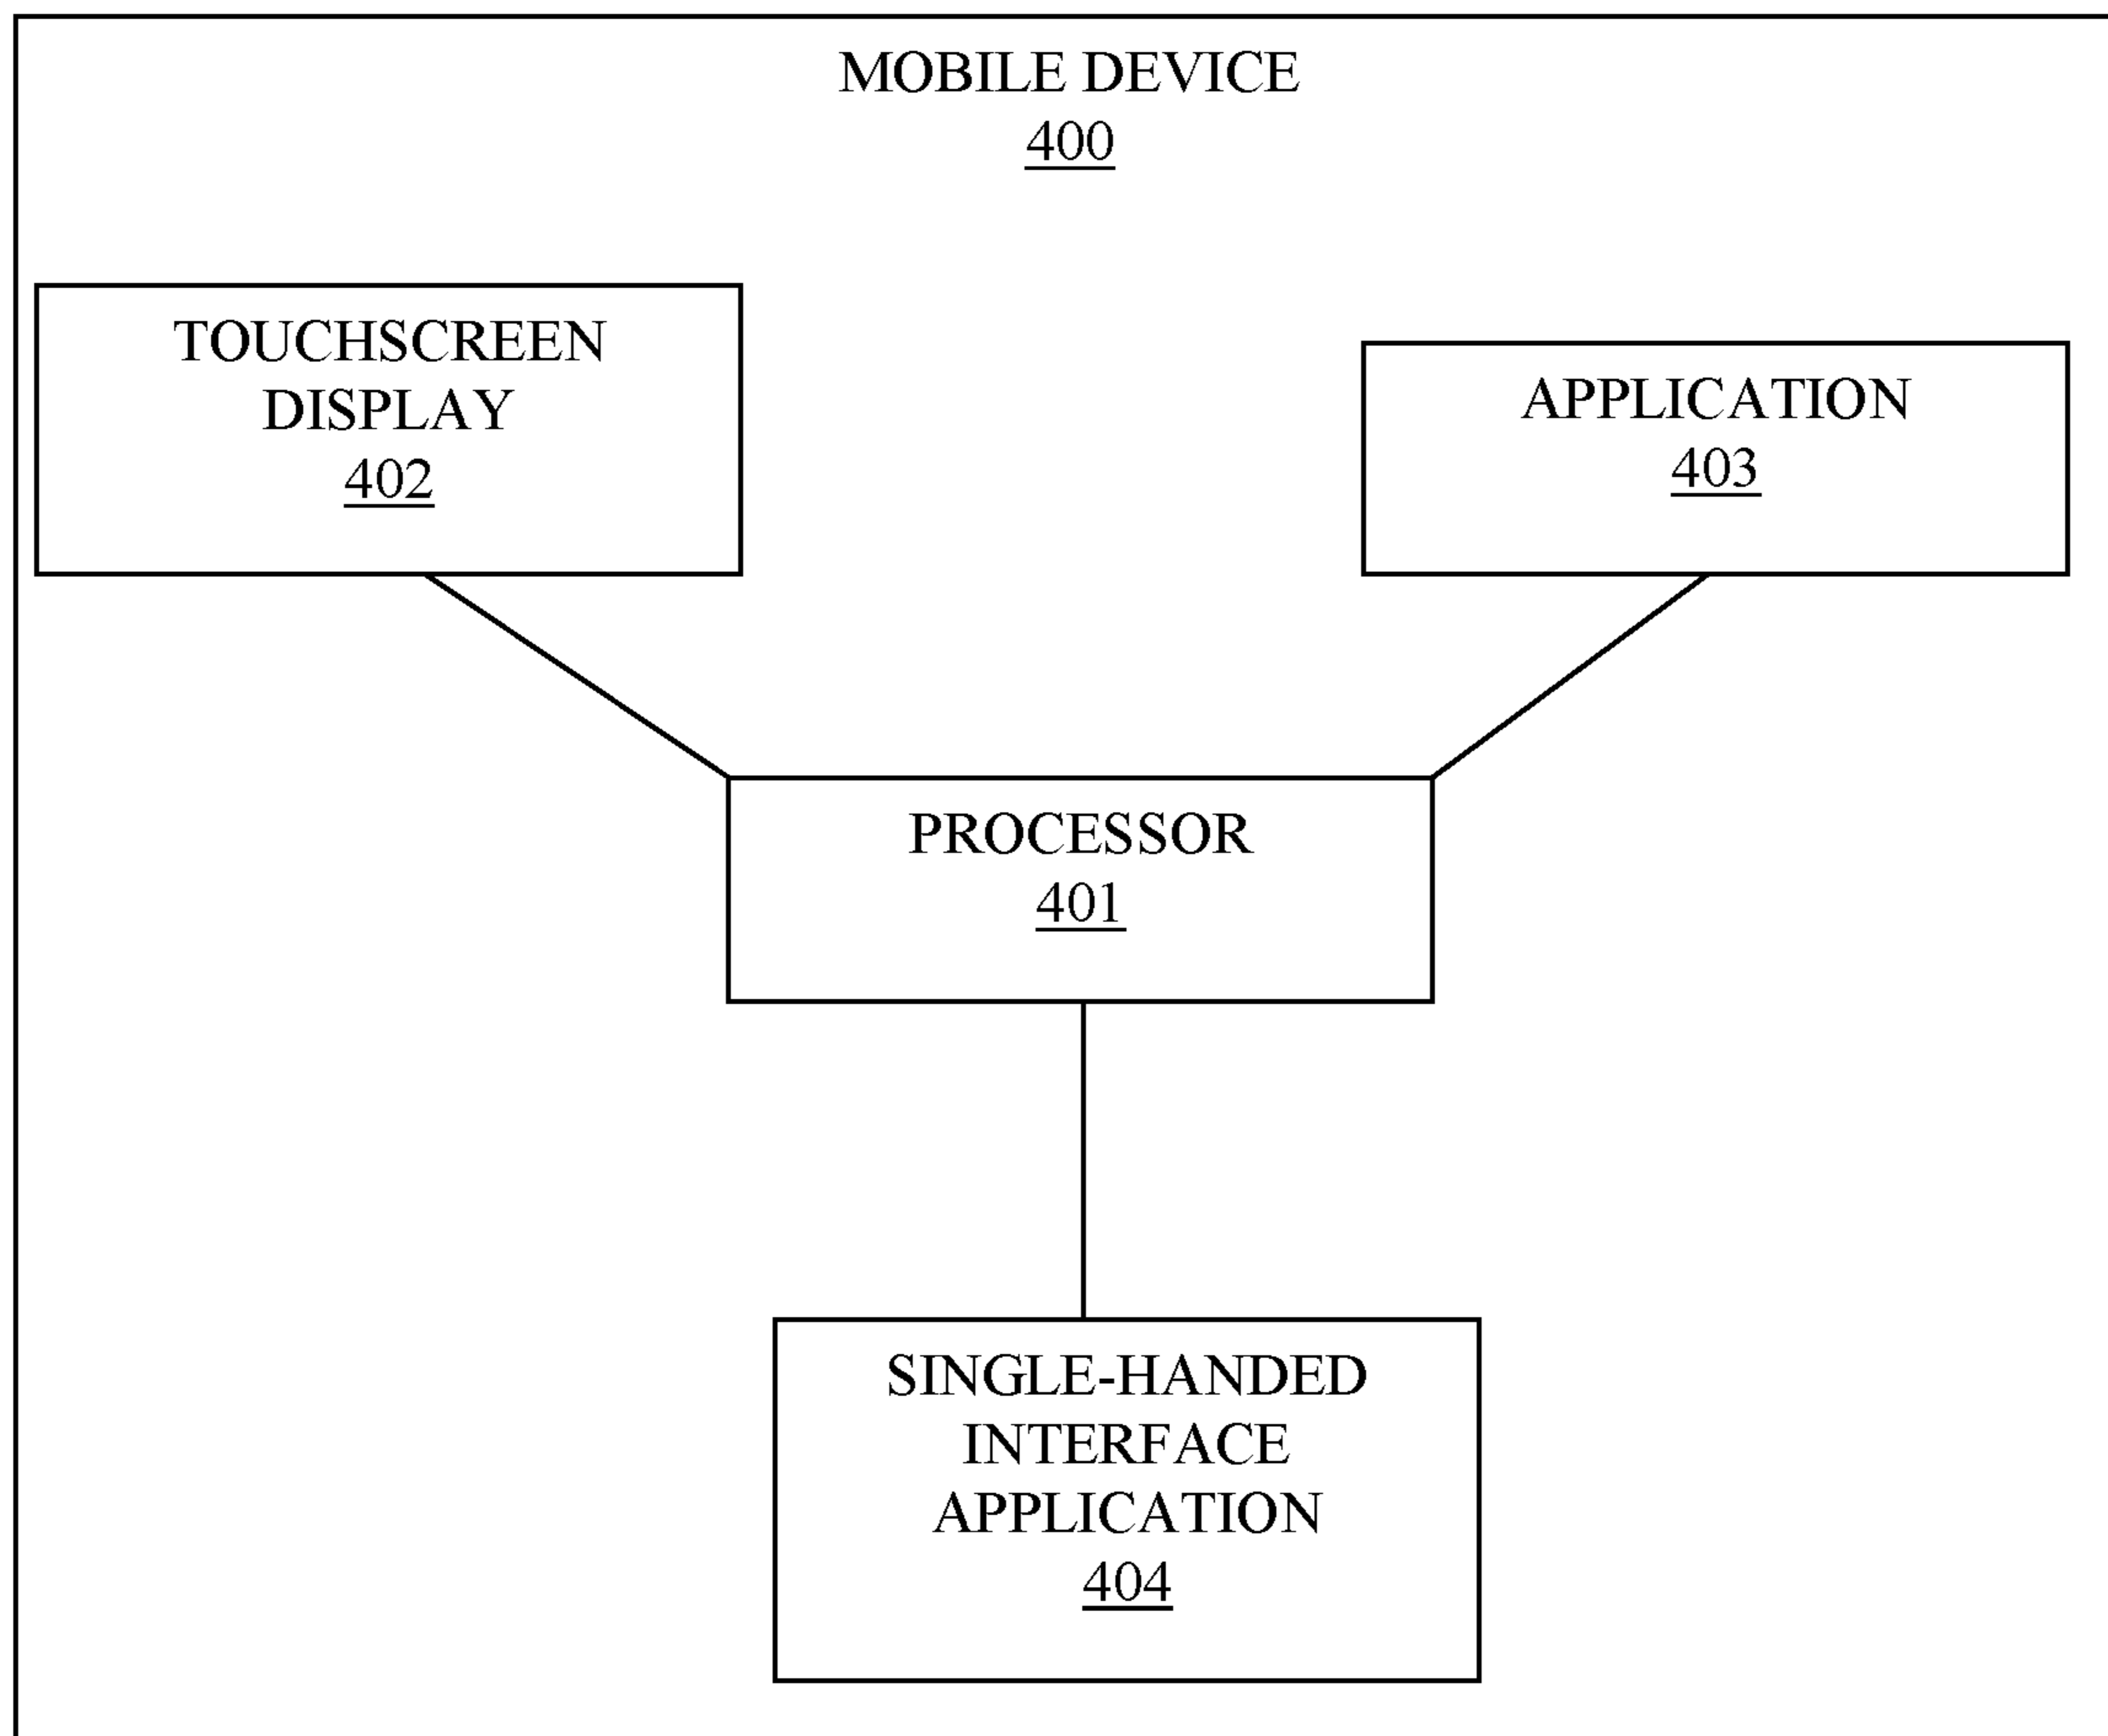 MOBILE DEVICE
400
TOUCHSCREEN
DISPLAY
402
APPLICATION
403
PROCESSOR
401
SINGLE-HANDED
INTERFACE
APPLICATION
404